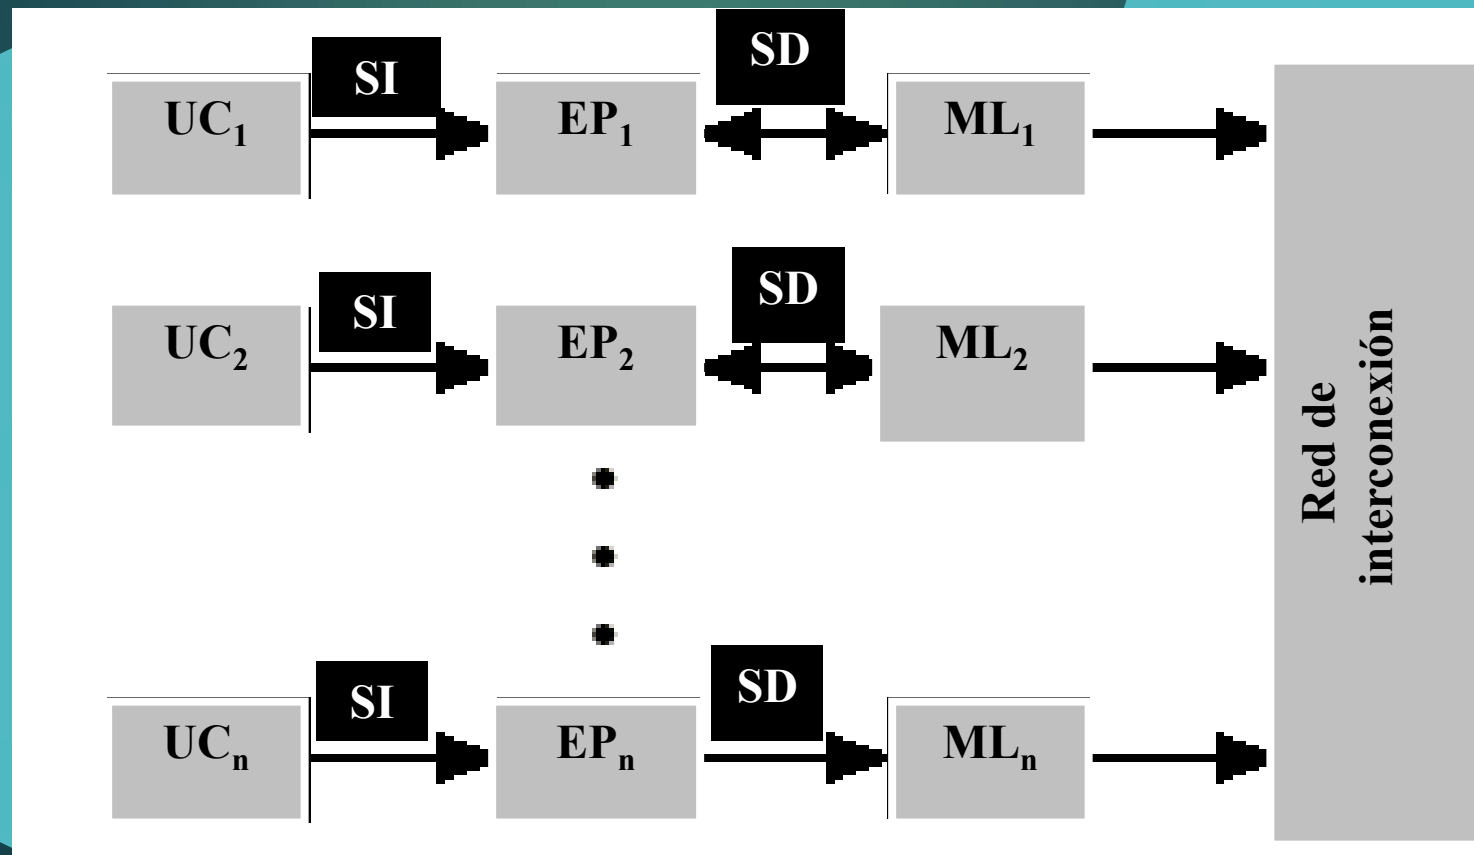 SI
SD
UC₁
EP₁
ML₁
SI
SD
UC₂
EP₂
ML₂
SI
SD
UCₙ
EPₙ
MLₙ
Red de
interconexión